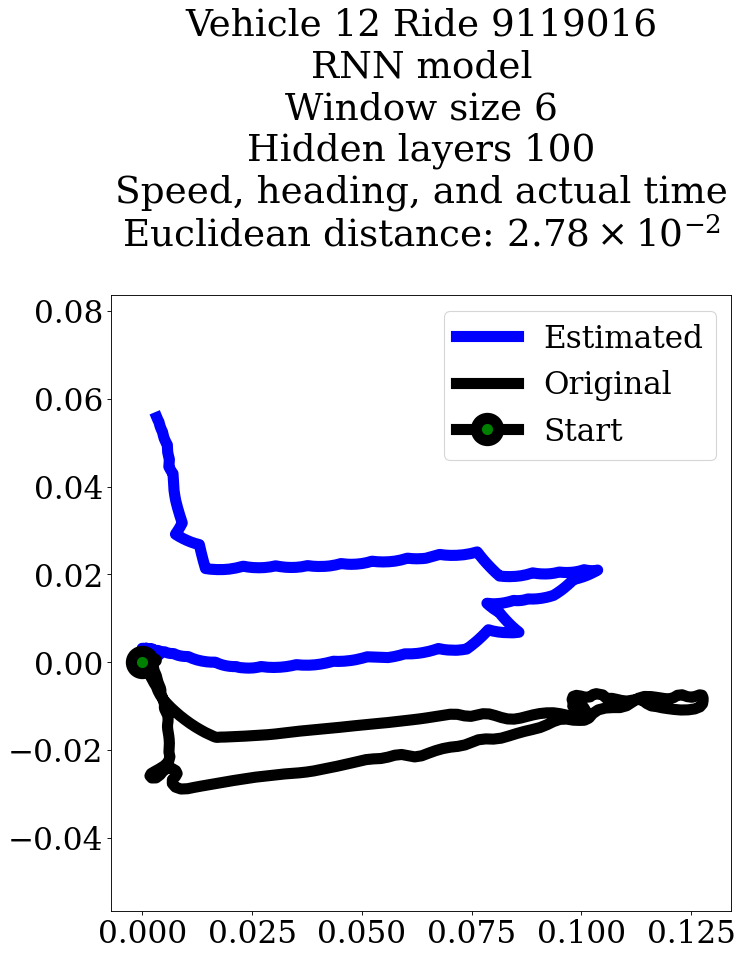 Vehicle 12 Ride 9119016
RNN model
Window size 6
Hidden layers 100
Speed, heading, and actual time
Euclidean distance: 2.78 × 10⁻²
0.08
0.06
0.04
0.02
0.00
−0.02
−0.04
Estimated
Original
Start
0.000 0.025 0.050 0.075 0.100 0.125